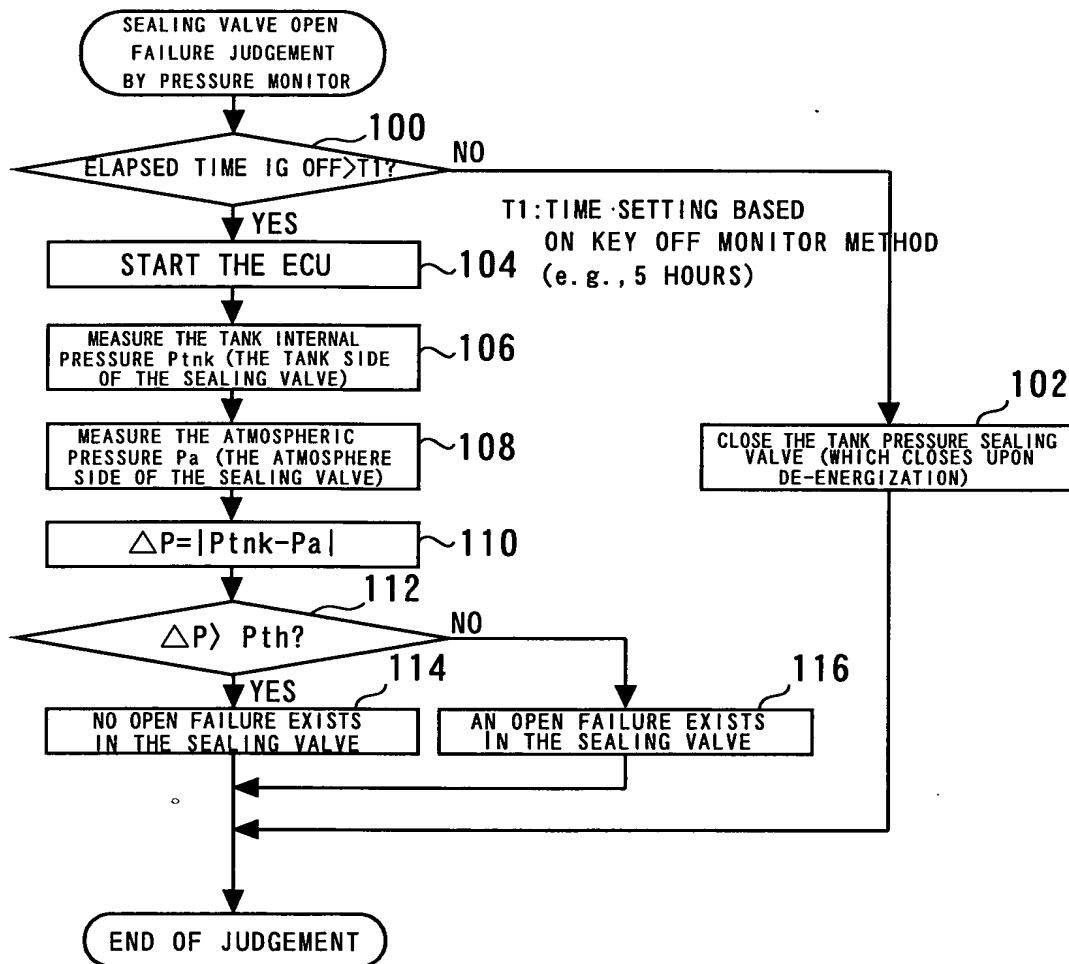 SEALING VALVE OPEN
FAILURE JUDGEMENT
BY PRESSURE MONITOR
100
ELAPSED TIME IG OFF>T1?
NO
YES
T1:TIME SETTING BASED
ON KEY OFF MONITOR METHOD
(e.g.,5 HOURS)
START THE ECU
104
MEASURE THE TANK INTERNAL
PRESSURE Ptnk (THE TANK SIDE
OF THE SEALING VALVE)
106
102
CLOSE THE TANK PRESSURE SEALING
VALVE (WHICH CLOSES UPON
DE-ENERGIZATION)
MEASURE THE ATMOSPHERIC
PRESSURE Pa (THE ATMOSPHERE
SIDE OF THE SEALING VALVE)
108
△P=|Ptnk-Pa|
110
112
△P> Pth?
NO
YES
114
NO OPEN FAILURE EXISTS
IN THE SEALING VALVE
116
AN OPEN FAILURE EXISTS
IN THE SEALING VALVE
END OF JUDGEMENT